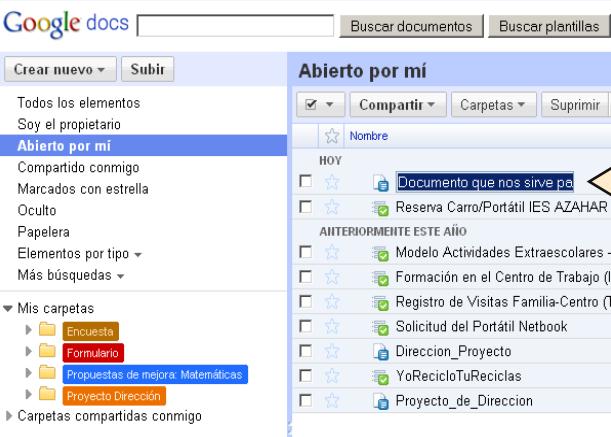 Google docs
Buscar documentos
Buscar plantillas
Crear nuevo
Subir
Todos los elementos
Soy el propietario
Abierto por mí
Compartido conmigo
Marcados con estrella
Oculto
Papelera
Elementos por tipo
Más búsquedas
Mis carpetas
Encuesta
Formulario
Propuestas de mejora: Matemáticas
Proyecto Dirección
Carpetas compartidas conmigo
Abierto por mí
Compartir
Carpetas
Suprimir
Nombre
HOY
Documento que nos sirve pa
Reserva Carro/Portátil IES AZAHAR
ANTERIORMENTE ESTE AÑO
Modelo Actividades Extraescolares -
Formación en el Centro de Trabajo (
Registro de Visitas Familia-Centro (T
Solicitud del Portátil Netbook
Direccion_Proyecto
YoRecicloTuReciclas
Proyecto_de_Direccion